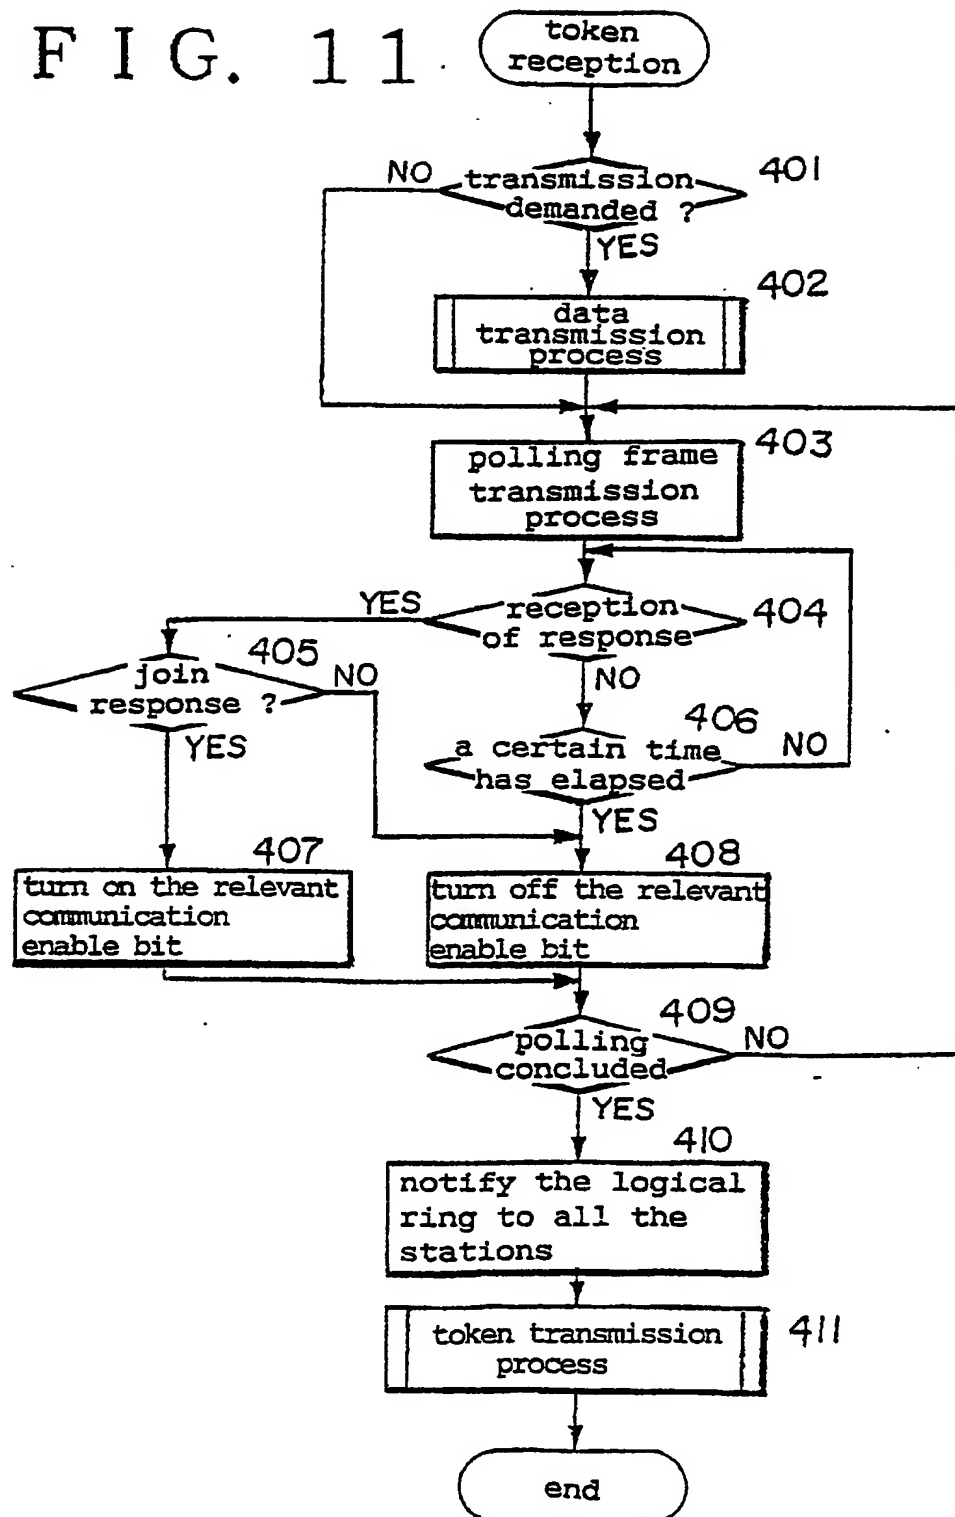 FIG. 11
token
reception
401
NO
transmission
demanded ?
YES
402
data
transmission
process
403
polling frame
transmission
process
YES
reception
of response
404
NO
405
join
response ?
NO
YES
406
a certain time
has elapsed
NO
YES
407
turn on the relevant
communication
enable bit
408
turn off the relevant
communication
enable bit
409
polling
concluded
NO
YES
410
notify the logical
ring to all the
stations
token transmission
process
411
end